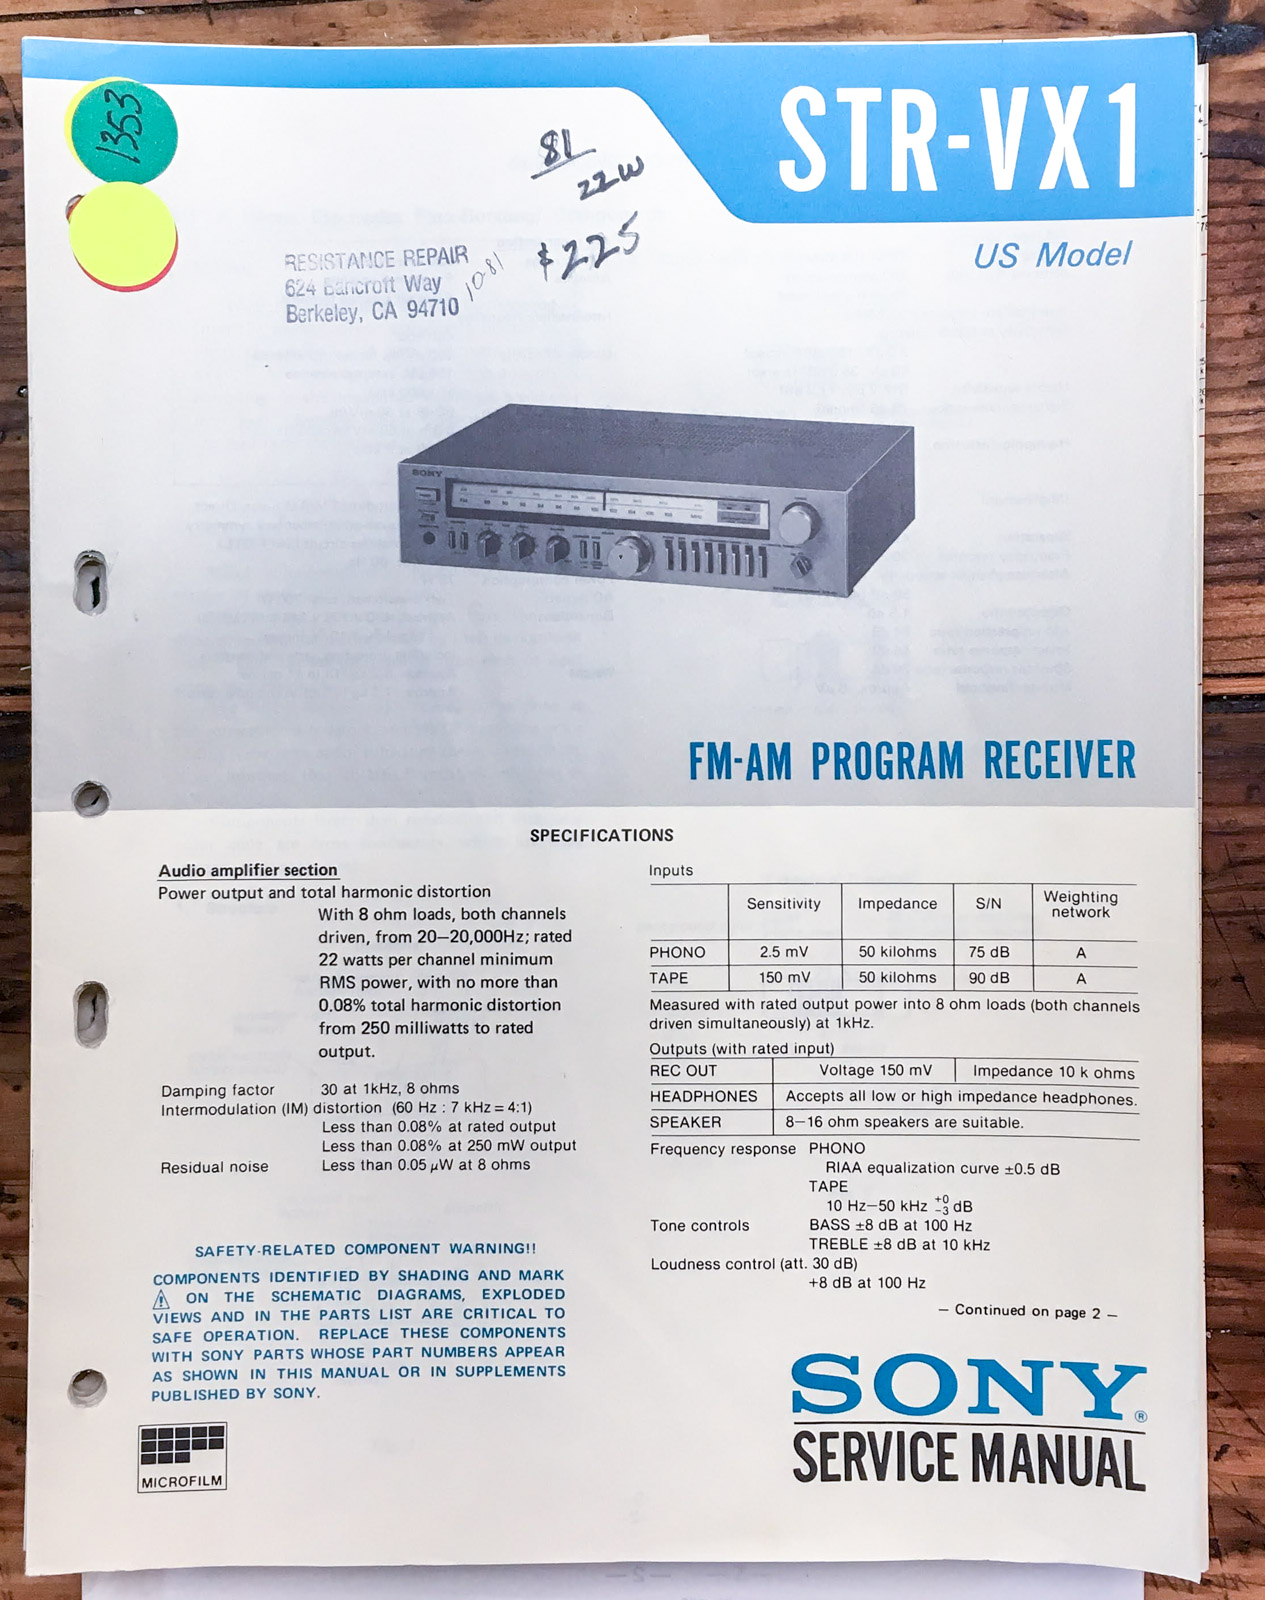 STR-VX1
1353
81
22W
$225
US Model
RESISTANCE REPAIR
624 Bancroft Way
Berkeley, CA 94710
10-81
SONY
FM-AM PROGRAM RECEIVER
SPECIFICATIONS
Audio amplifier section
Power output and total harmonic distortion
With 8 ohm loads, both channels
driven, from 20–20,000Hz; rated
22 watts per channel minimum
RMS power, with no more than
0.08% total harmonic distortion
from 250 milliwatts to rated
output.
Damping factor 30 at 1kHz, 8 ohms
Intermodulation (IM) distortion (60 Hz : 7 kHz = 4:1)
Less than 0.08% at rated output
Less than 0.08% at 250 mW output
Residual noise Less than 0.05 μW at 8 ohms
SAFETY-RELATED COMPONENT WARNING!!
COMPONENTS IDENTIFIED BY SHADING AND MARK
⚠ ON THE SCHEMATIC DIAGRAMS, EXPLODED
VIEWS AND IN THE PARTS LIST ARE CRITICAL TO
SAFE OPERATION. REPLACE THESE COMPONENTS
WITH SONY PARTS WHOSE PART NUMBERS APPEAR
AS SHOWN IN THIS MANUAL OR IN SUPPLEMENTS
PUBLISHED BY SONY.
MICROFILM
Inputs
Sensitivity Impedance S/N Weighting network
PHONO 2.5 mV 50 kilohms 75 dB A
TAPE 150 mV 50 kilohms 90 dB A
Measured with rated output power into 8 ohm loads (both channels
driven simultaneously) at 1kHz.
Outputs (with rated input)
REC OUT Voltage 150 mV Impedance 10 k ohms
HEADPHONES Accepts all low or high impedance headphones.
SPEAKER 8–16 ohm speakers are suitable.
Frequency response PHONO
RIAA equalization curve ±0.5 dB
TAPE
10 Hz–50 kHz +0 −3 dB
Tone controls BASS ±8 dB at 100 Hz
TREBLE ±8 dB at 10 kHz
Loudness control (att. 30 dB)
+8 dB at 100 Hz
– Continued on page 2 –
SONY®
SERVICE MANUAL